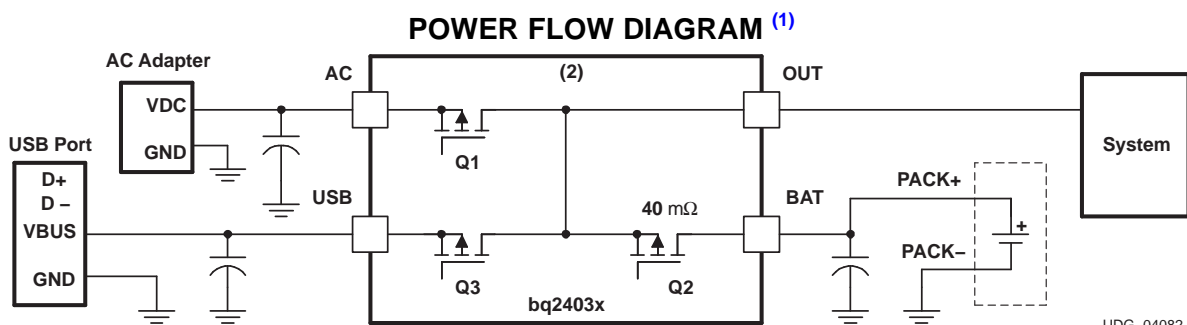 POWER FLOW DIAGRAM (1)
AC Adapter
VDC
GND
AC
(2)
OUT
Q1
System
USB Port
D+
D –
VBUS
GND
USB
40 mΩ
BAT
PACK+
+
PACK–
Q3
Q2
bq2403x
UDG–04082